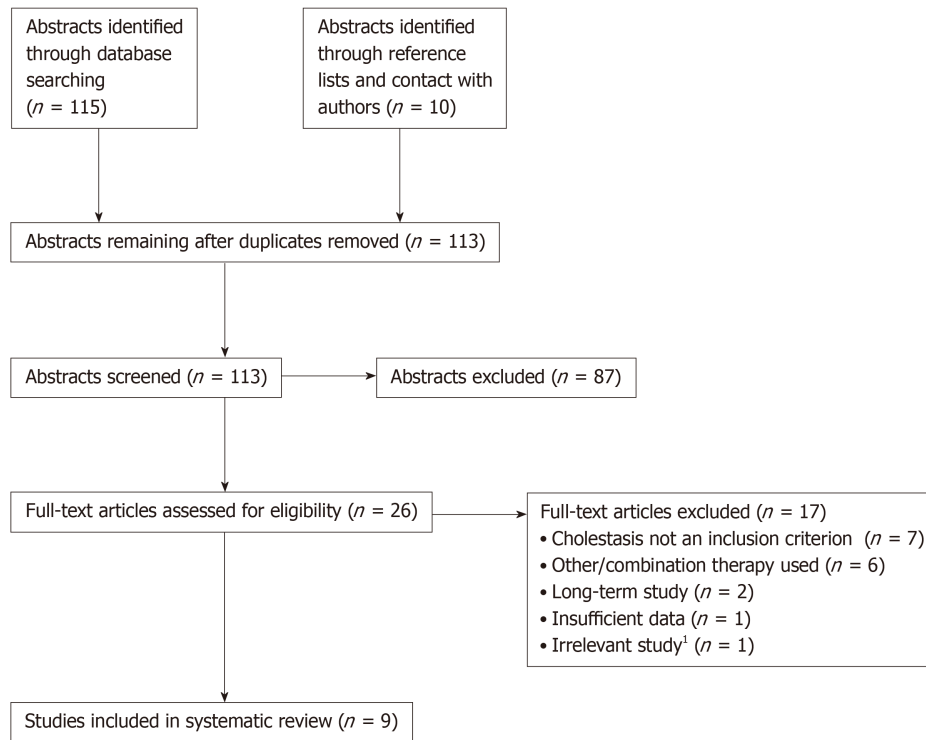 Abstracts identified
through database
searching
(n = 115)
Abstracts identified
through reference
lists and contact with
authors (n = 10)
Abstracts remaining after duplicates removed (n = 113)
Abstracts screened (n = 113)
Abstracts excluded (n = 87)
Full-text articles assessed for eligibility (n = 26)
Full-text articles excluded (n = 17)
• Cholestasis not an inclusion criterion (n = 7)
• Other/combination therapy used (n = 6)
• Long-term study (n = 2)
• Insufficient data (n = 1)
• Irrelevant study¹ (n = 1)
Studies included in systematic review (n = 9)